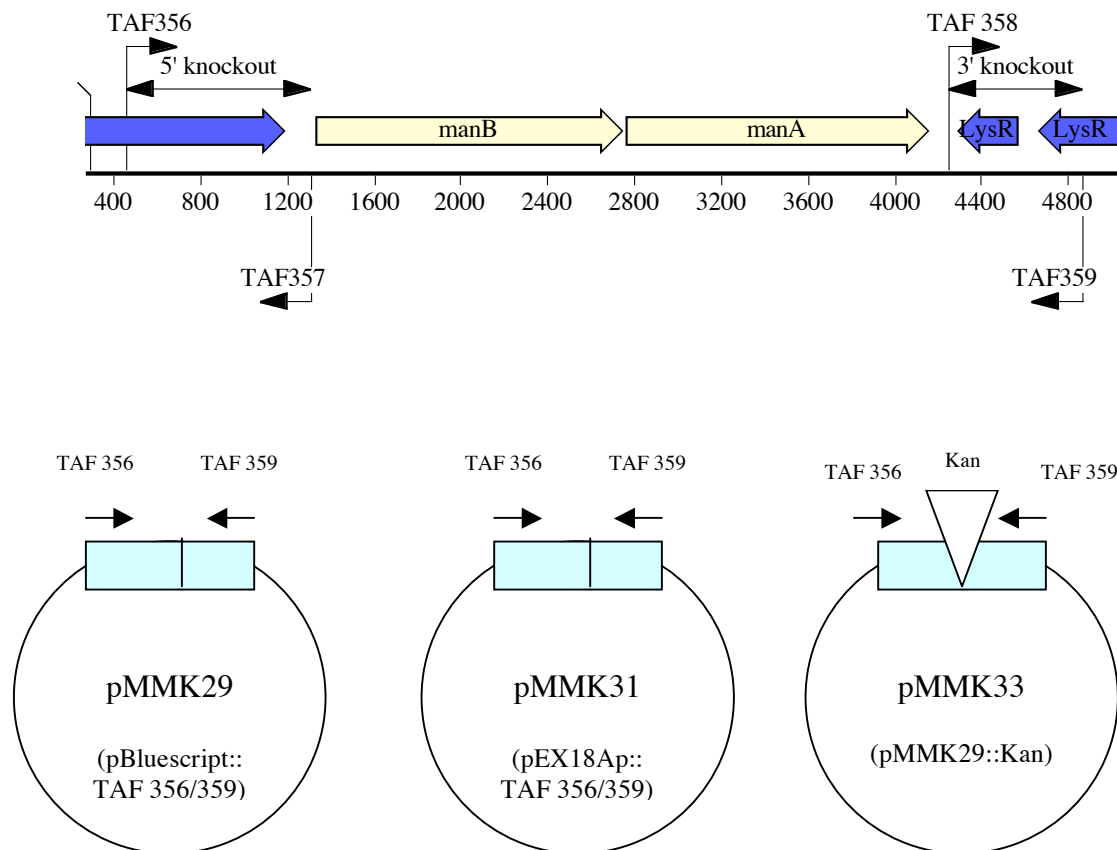 TAF356
TAF 358
5' knockout
3' knockout
manB
manA
LysR
LysR
400 800 1200 1600 2000 2400 2800 3200 3600 4000 4400 4800
TAF357
TAF359
TAF 356
TAF 359
TAF 356
TAF 359
TAF 356
Kan
TAF 359
pMMK29
(pBluescript::
TAF 356/359)
pMMK31
(pEX18Ap::
TAF 356/359)
pMMK33
(pMMK29::Kan)